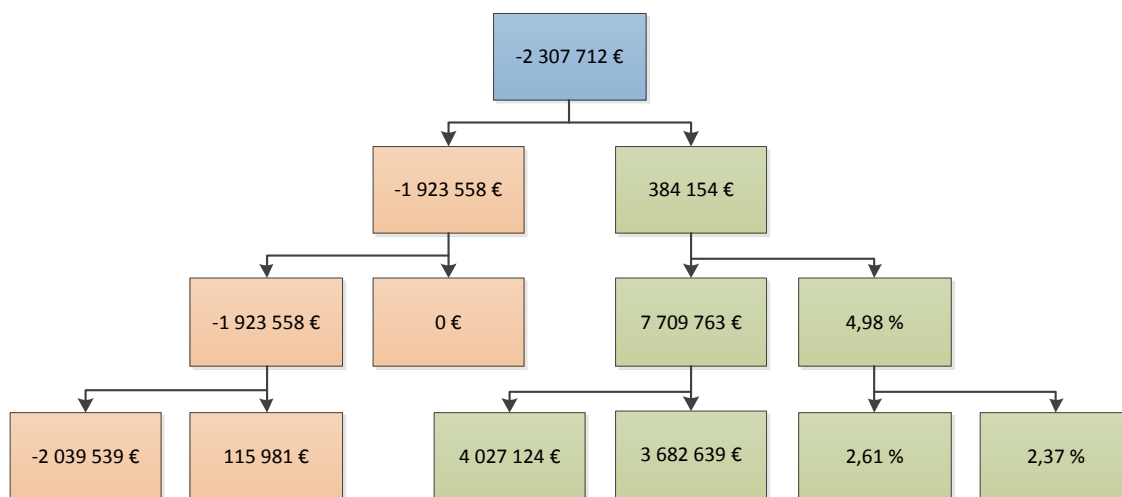 -2 307 712 €
-1 923 558 €
384 154 €
-1 923 558 €
0 €
7 709 763 €
4,98 %
-2 039 539 €
115 981 €
4 027 124 €
3 682 639 €
2,61 %
2,37 %